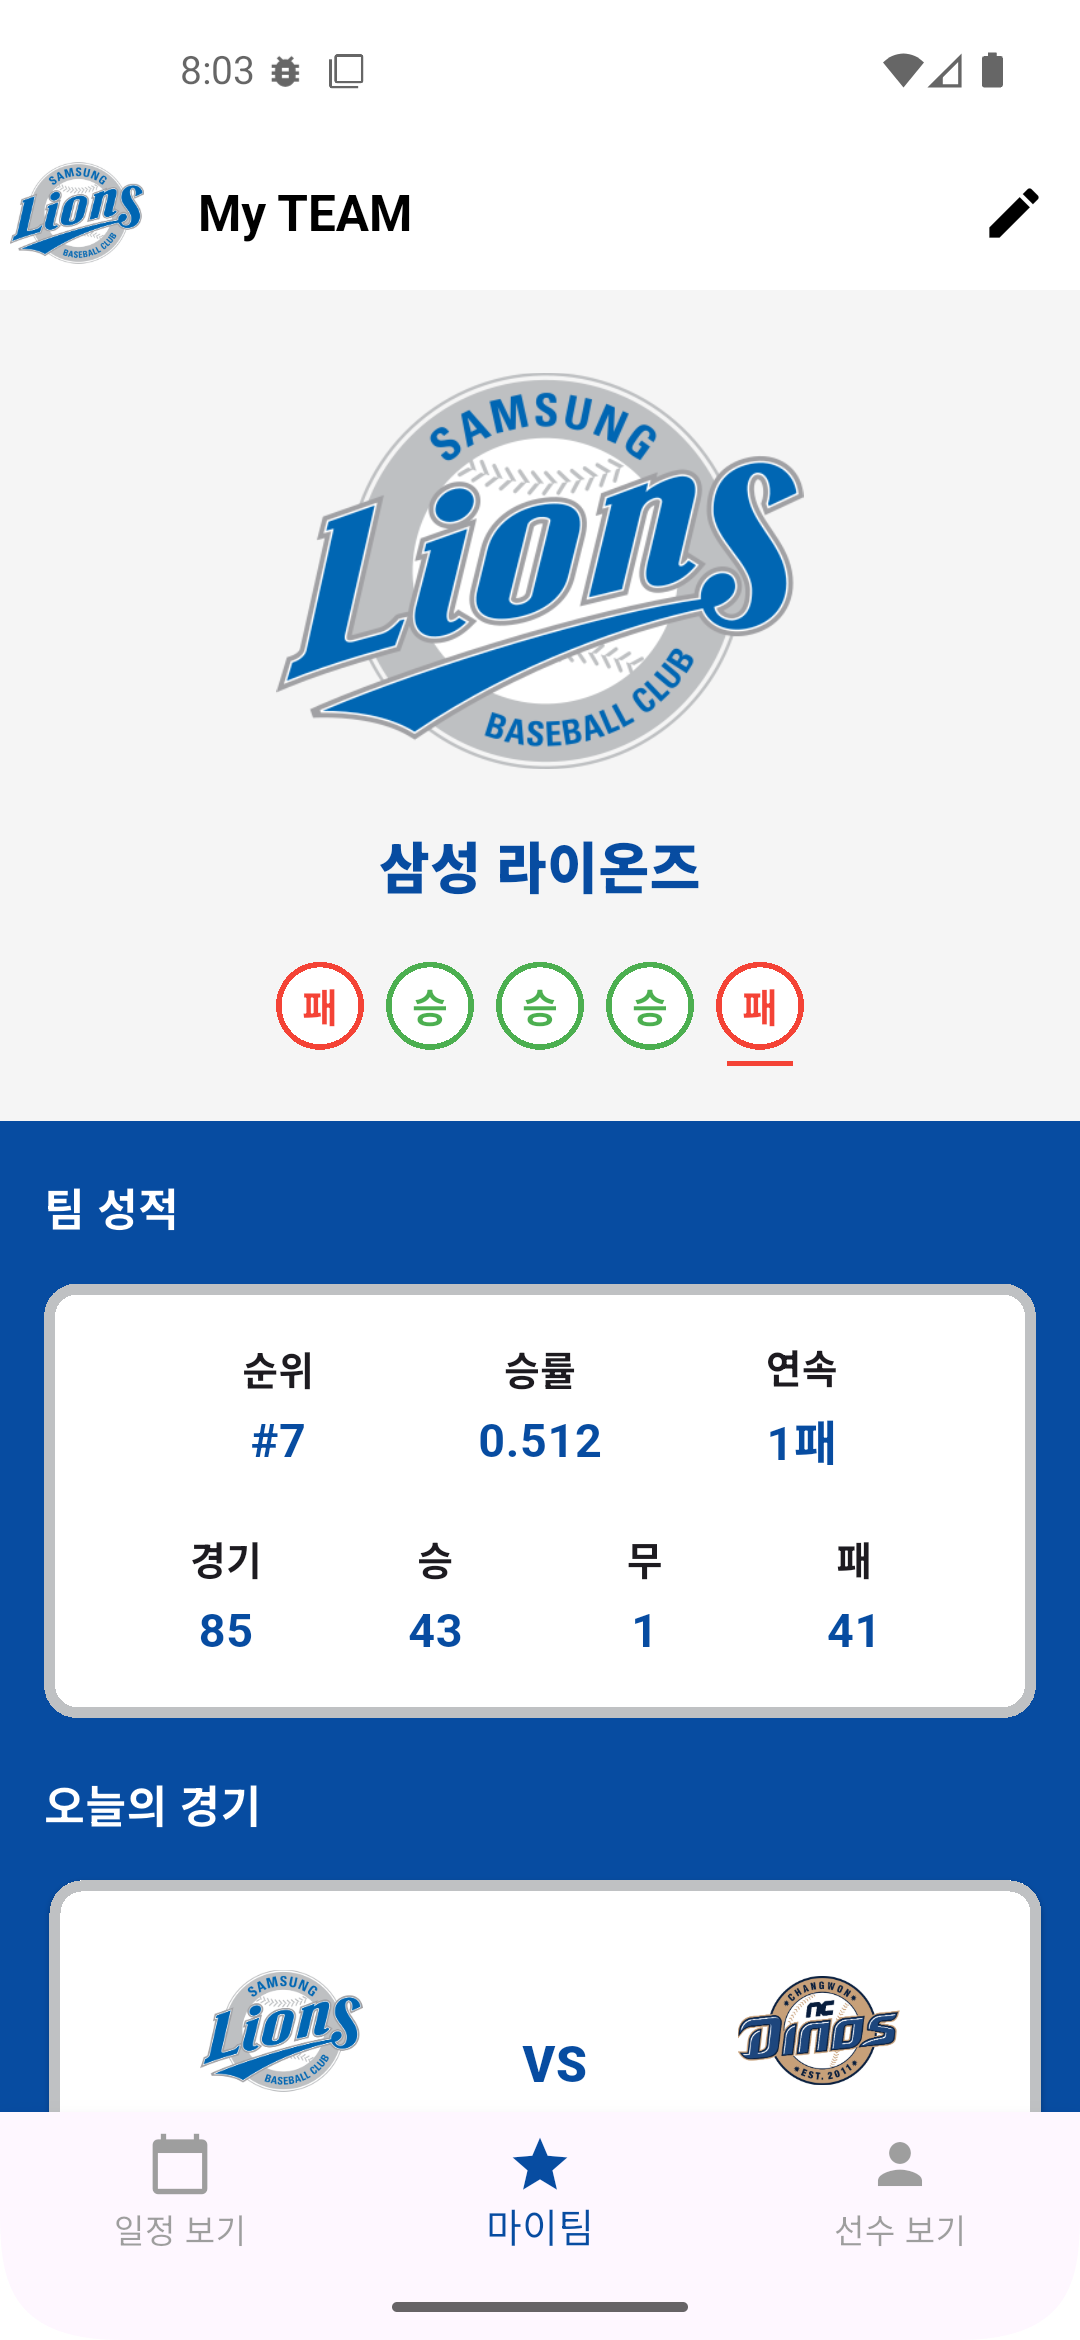 8:03
SAMSUNG
Lions
BASEBALL CLUB
My TEAM
SAMSUNG
Lions
BASEBALL CLUB
삼성 라이온즈
패 승 승 승 패
팀 성적
순위 승률 연속
#7 0.512 1패
경기 승 무 패
85 43 1 41
오늘의 경기
SAMSUNG
Lions
BASEBALL CLUB
VS
CHANGWON
NC
DINOS
EST. 2011
일정 보기 마이팀 선수 보기